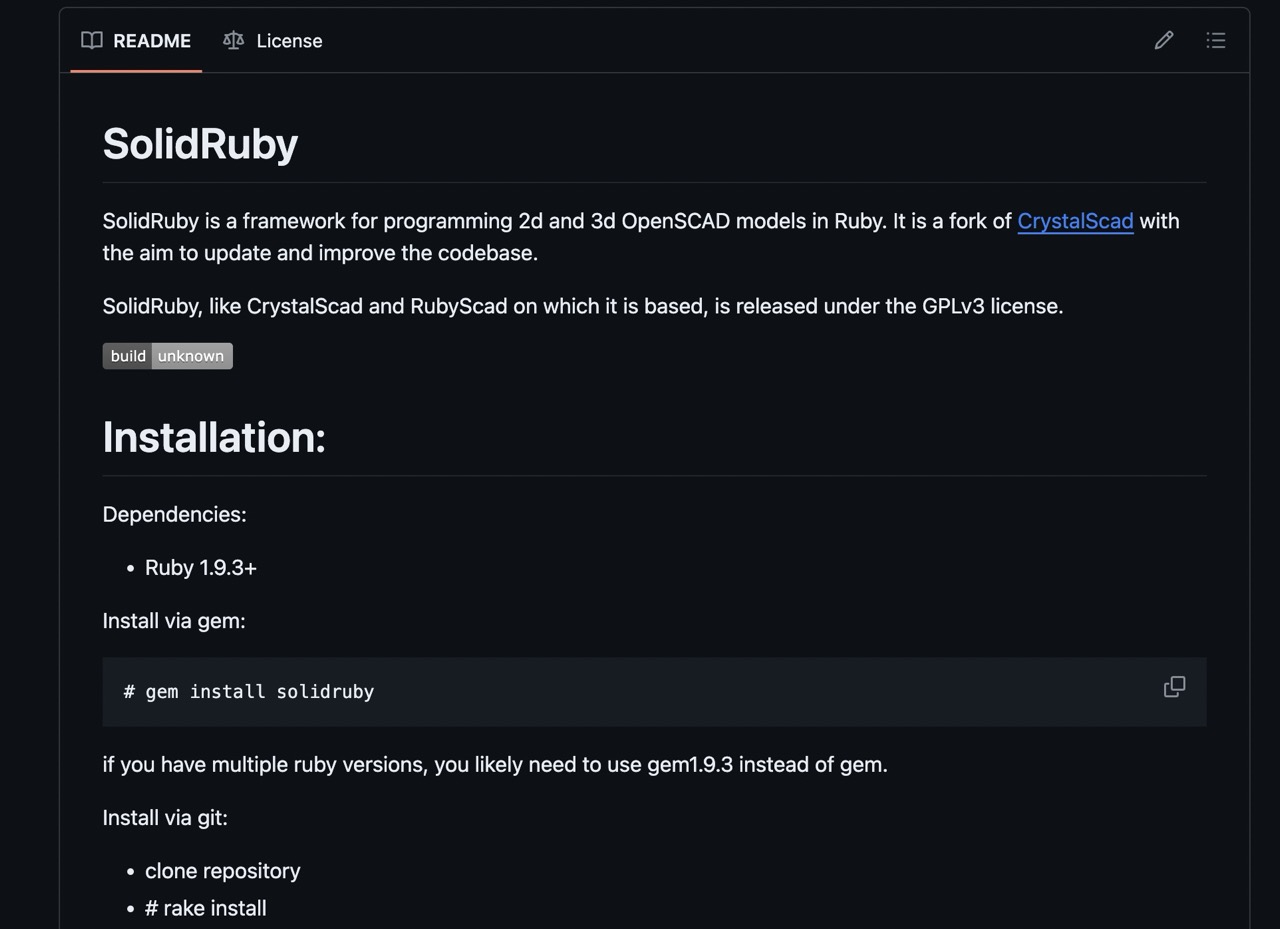 README
License
SolidRuby
SolidRuby is a framework for programming 2d and 3d OpenSCAD models in Ruby. It is a fork of CrystalScad with
the aim to update and improve the codebase.
SolidRuby, like CrystalScad and RubyScad on which it is based, is released under the GPLv3 license.
build unknown
Installation:
Dependencies:
• Ruby 1.9.3+
Install via gem:
# gem install solidruby
if you have multiple ruby versions, you likely need to use gem1.9.3 instead of gem.
Install via git:
• clone repository
• # rake install